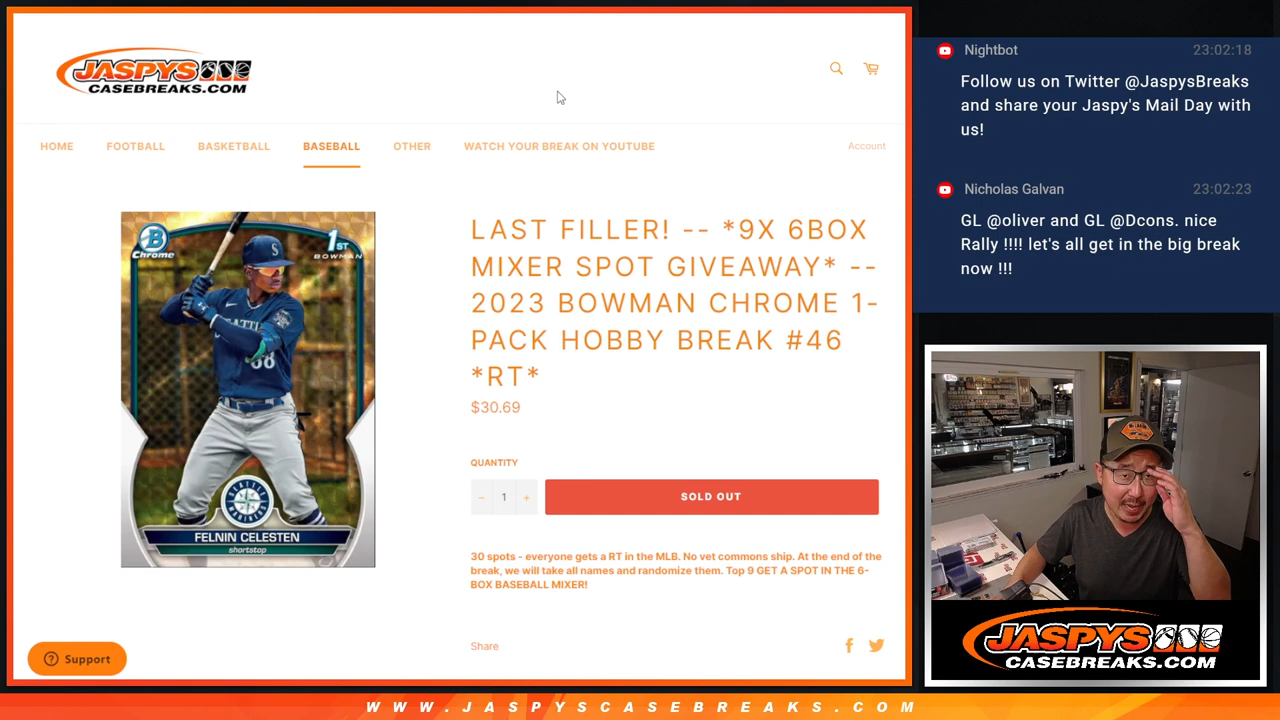 JASPYS
CASEBREAKS.COM
HOME FOOTBALL BASKETBALL BASEBALL OTHER WATCH YOUR BREAK ON YOUTUBE Account
B
Chrome
1ST
BOWMAN
S
SEATTLE
68
SEATTLE
MARINERS
FELNIN CELESTEN
shortstop
LAST FILLER! -- *9X 6BOX
MIXER SPOT GIVEAWAY* --
2023 BOWMAN CHROME 1-
PACK HOBBY BREAK #46
*RT*
$30.69
QUANTITY
− 1 +
SOLD OUT
30 spots - everyone gets a RT in the MLB. No vet commons ship. At the end of the
break, we will take all names and randomize them. Top 9 GET A SPOT IN THE 6-
BOX BASEBALL MIXER!
Share
Support
Nightbot 23:02:18
Follow us on Twitter @JaspysBreaks
and share your Jaspy's Mail Day with
us!
Nicholas Galvan 23:02:23
GL @oliver and GL @Dcons. nice
Rally !!!! let's all get in the big break
now !!!
JASPYS
CASEBREAKS.COM
WWW.JASPYSCASEBREAKS.COM